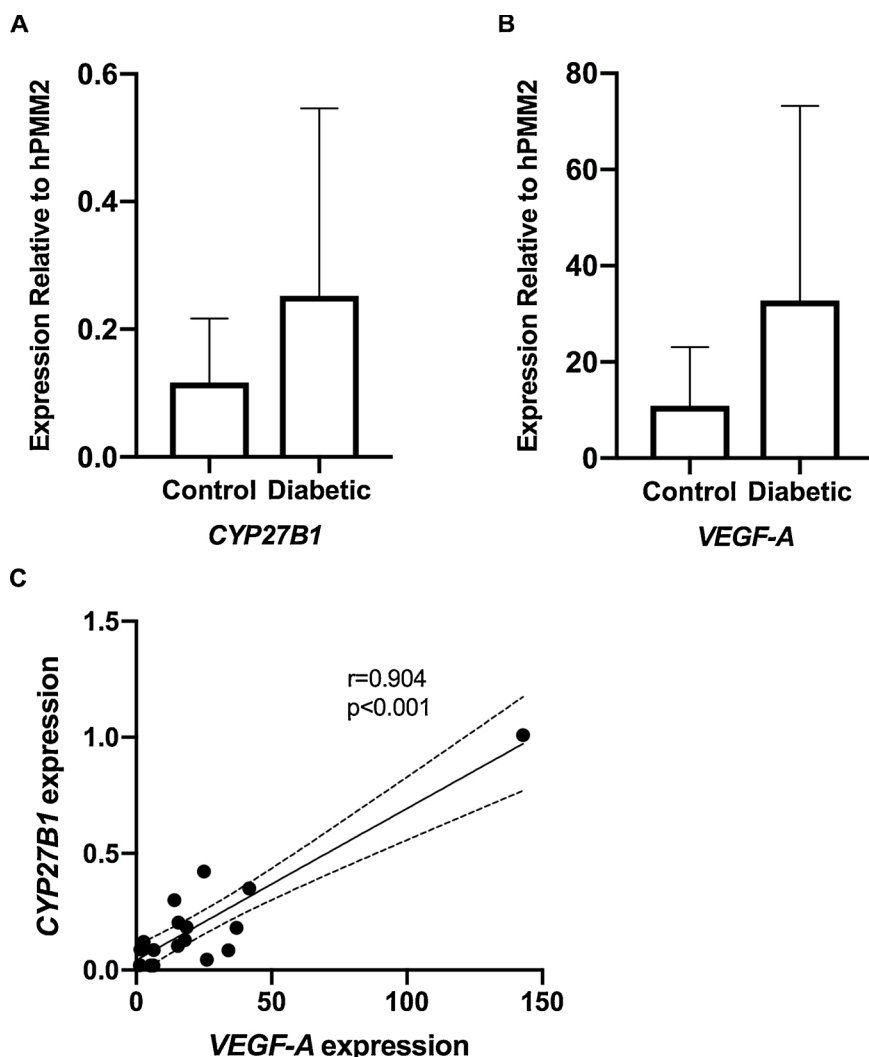 A
Expression Relative to hPMM2
0.6
0.4
0.2
0.0
Control Diabetic
CYP27B1
B
Expression Relative to hPMM2
80
60
40
20
0
Control Diabetic
VEGF-A
C
CYP27B1 expression
1.5
1.0
0.5
0.0
r=0.904
p<0.001
0 50 100 150
VEGF-A expression